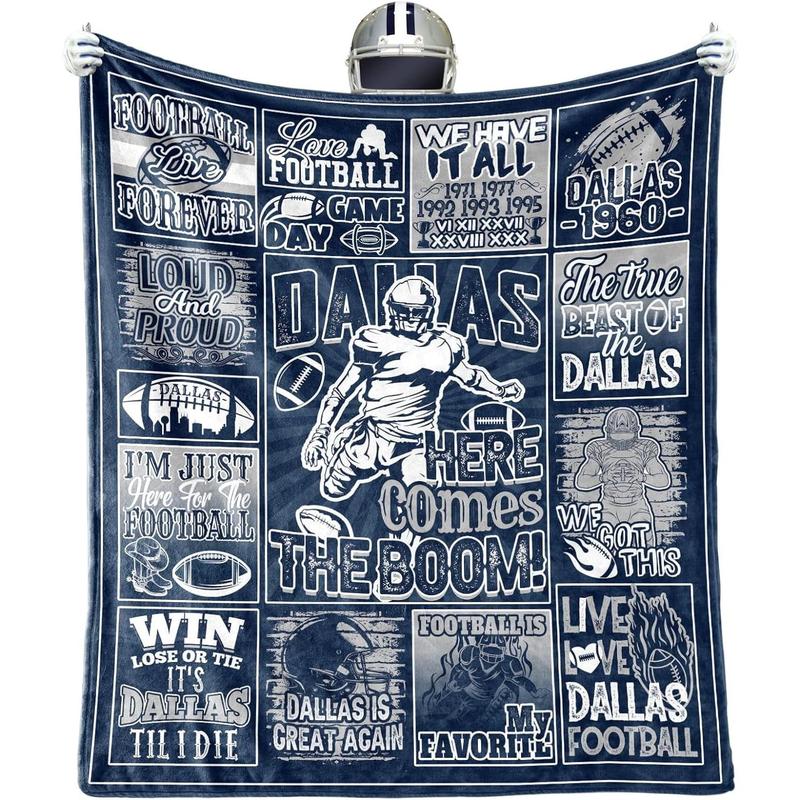 FOOTBALL
Live
FOREVER
Love
FOOTBALL
GAME
DAY
WE HAVE
IT ALL
1971 1977
1992 1993 1995
VI XII XXVII
XXVIII XXX
DALLAS
-1960-
LOUD
And
PROUD
DALLAS
The true
BEAST OF
the
DALLAS
DALLAS
HERE
COMES
THE BOOM!
I'M JUST
Here For The
FOOTBALL
WE
GOT
THIS
WIN
LOSE OR TIE
IT'S
DALLAS
TIL I DIE
DALLAS IS
GREAT AGAIN
FOOTBALL IS
My
FAVORITE
LIVE
LOVE
DALLAS
FOOTBALL